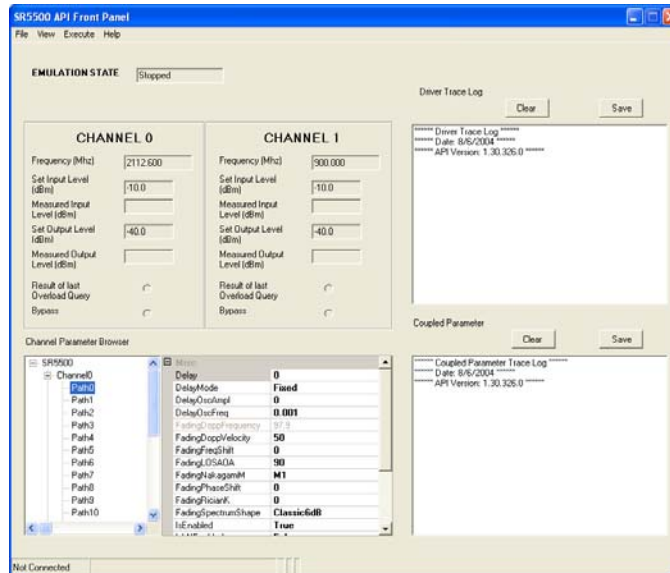 SR5500 API Front Panel
File View Execute Help
EMULATION STATE Stopped
Driver Trace Log
Clear Save
****** Driver Trace Log ******
****** Date: 8/6/2004 ******
****** API Version: 1.30.326.0 ******
CHANNEL 0
Frequency (Mhz) 2112.600
Set Input Level (dBm) -10.0
Measured Input Level (dBm)
Set Output Level (dBm) -40.0
Measured Output Level (dBm)
Result of last Overload Query
Bypass
CHANNEL 1
Frequency (Mhz) 900.000
Set Input Level (dBm) -10.0
Measured Input Level (dBm)
Set Output Level (dBm) -40.0
Measured Output Level (dBm)
Result of last Overload Query
Bypass
Coupled Parameter
Clear Save
****** Coupled Parameter Trace Log ******
****** Date: 8/6/2004 ******
****** API Version: 1.30.326.0 ******
Channel Parameter Browser
SR5500
Channel0
Path0
Path1
Path2
Path3
Path4
Path5
Path6
Path7
Path8
Path9
Path10
Misc
Delay 0
DelayMode Fixed
DelayOscAmpl 0
DelayOscFreq 0.001
FadingDoppFrequency 97.9
FadingDoppVelocity 50
FadingFreqShift 0
FadingLOSAOA 90
FadingNakagamiM M1
FadingPhaseShift 0
FadingRicianK 0
FadingSpectrumShape Classic6dB
IsEnabled True
Not Connected